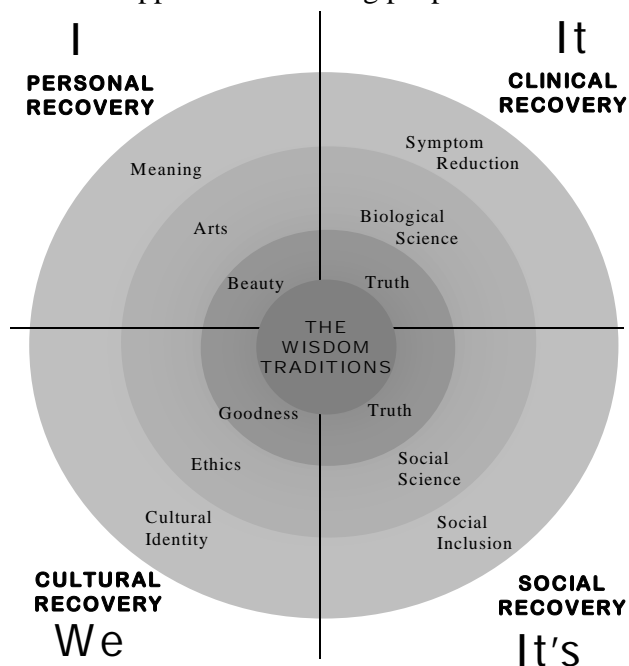 I
It
PERSONAL
RECOVERY
CLINICAL
RECOVERY
Symptom
Reduction
Meaning
Biological
Science
Arts
Beauty
Truth
THE
WISDOM
TRADITIONS
Goodness
Truth
Ethics
Social
Science
Cultural
Identity
Social
Inclusion
CULTURAL
RECOVERY
SOCIAL
RECOVERY
We
It's